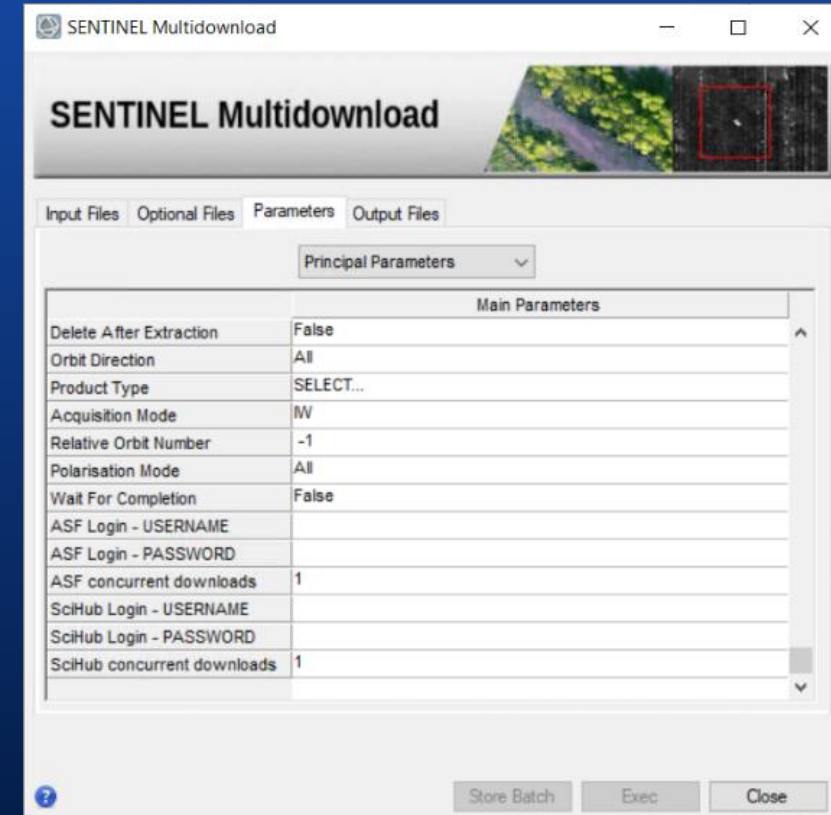 SENTINEL Multidownload
SENTINEL Multidownload
Input Files Optional Files Parameters Output Files
Principal Parameters
Main Parameters
Delete After Extraction False
Orbit Direction All
Product Type SELECT...
Acquisition Mode IW
Relative Orbit Number -1
Polarisation Mode All
Wait For Completion False
ASF Login - USERNAME
ASF Login - PASSWORD
ASF concurrent downloads 1
SciHub Login - USERNAME
SciHub Login - PASSWORD
SciHub concurrent downloads 1
? Store Batch Exec Close